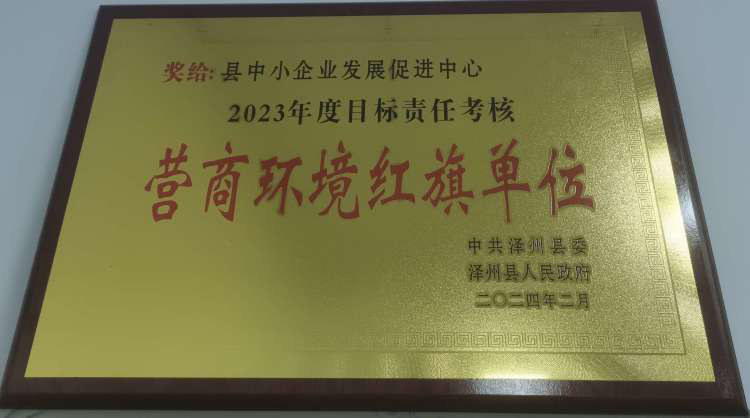 奖给:县中小企业发展促进中心
2023年度目标责任考核
营商环境红旗单位
中共泽州县委
泽州县人民政府
二〇二四年二月